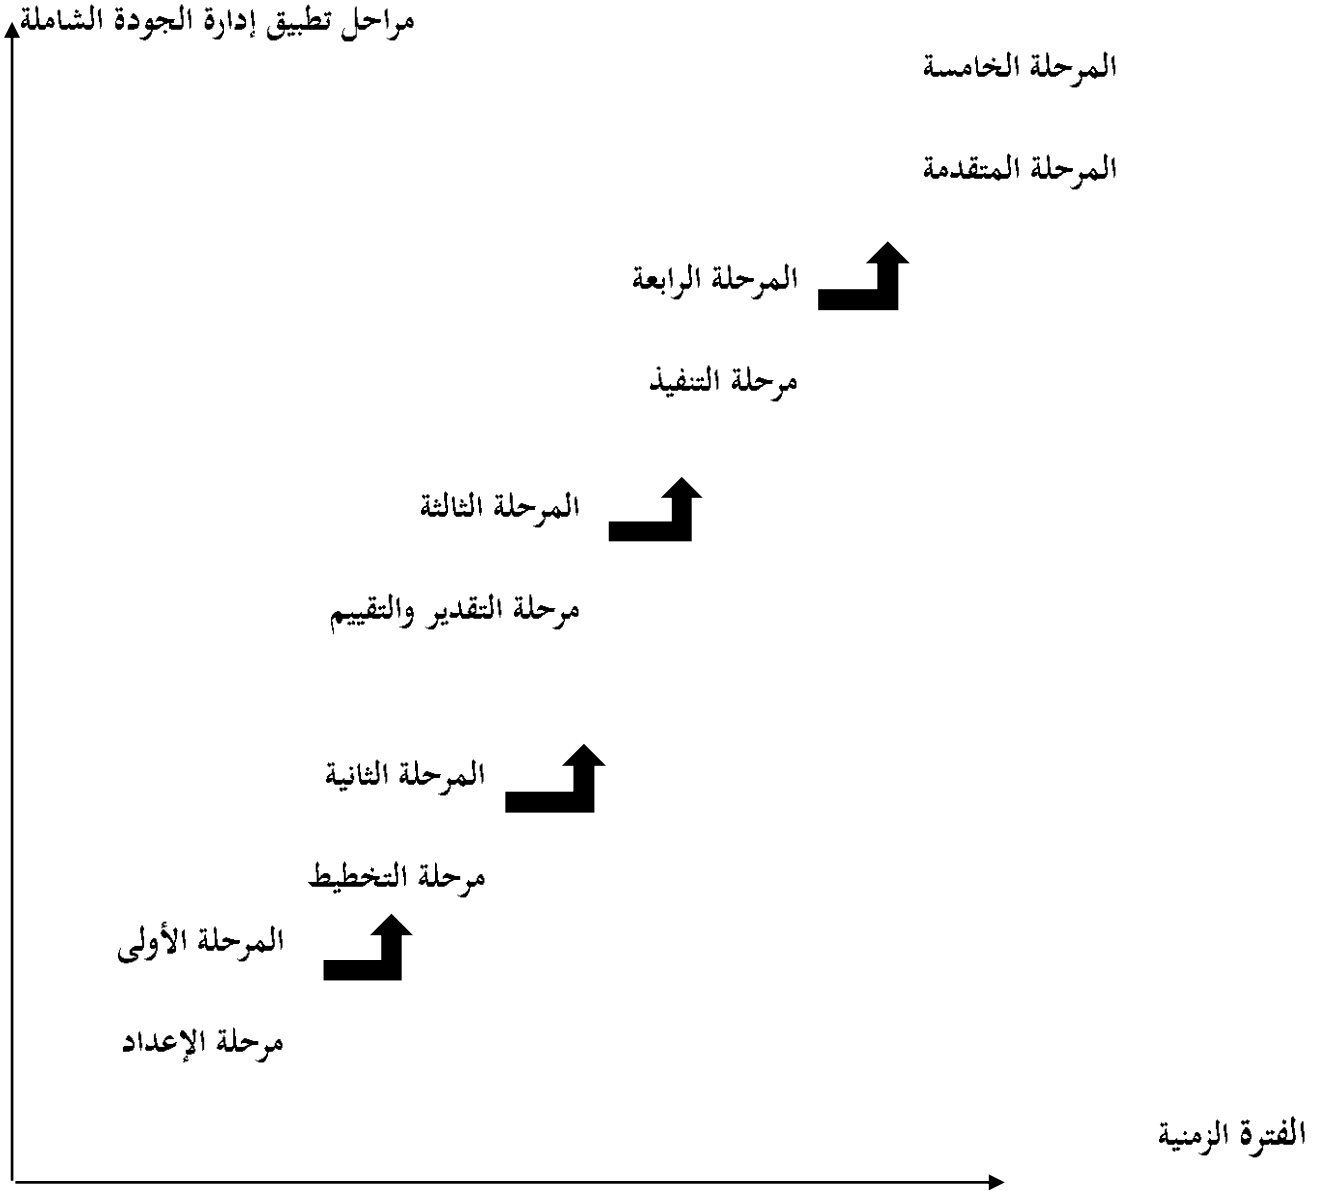 مراحل تطبيق إدارة الجودة الشاملة
المرحلة الخامسة
المرحلة المتقدمة
المرحلة الرابعة
مرحلة التنفيذ
المرحلة الثالثة
مرحلة التقدير والتقييم
المرحلة الثانية
مرحلة التخطيط
المرحلة الأولى
مرحلة الإعداد
الفترة الزمنية